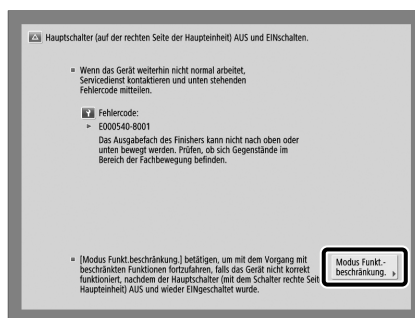 Hauptschalter (auf der rechten Seite der Haupteinheit) AUS und EINschalten.
Wenn das Gerät weiterhin nicht normal arbeitet,
Servicedienst kontaktieren und unten stehenden
Fehlercode mitteilen.
Fehlercode:
E000540-8001
Das Ausgabefach des Finishers kann nicht nach oben oder
unten bewegt werden. Prüfen, ob sich Gegenstände im
Bereich der Fachbewegung befinden.
[Modus Funkt.beschränkung.] betätigen, um mit dem Vorgang mit
beschränkten Funktionen fortzufahren, falls das Gerät nicht korrekt
funktioniert, nachdem der Hauptschalter (mit dem Schalter rechte Seit
Haupteinheit) AUS und wieder EINgeschaltet wurde.
Modus Funkt.-
beschränkung.